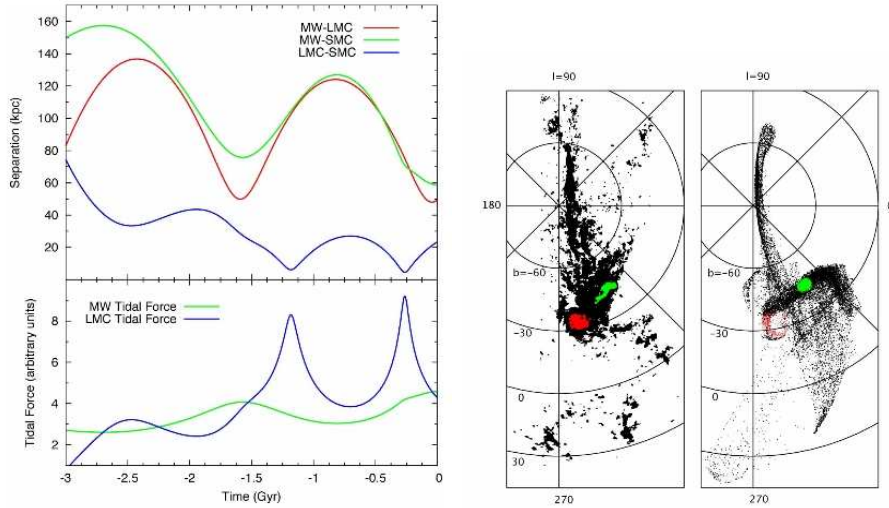 160
140
120
100
80
60
40
20
Separation (kpc)
MW-LMC
MW-SMC
LMC-SMC
8
6
4
2
Tidal Force (arbitrary units)
MW Tidal Force
LMC Tidal Force
-3 -2.5 -2 -1.5 -1 -0.5 0
Time (Gyr)
l=90
180
b=-60
-30
0
30
270
l=90
b=-60
-30
0
30
270